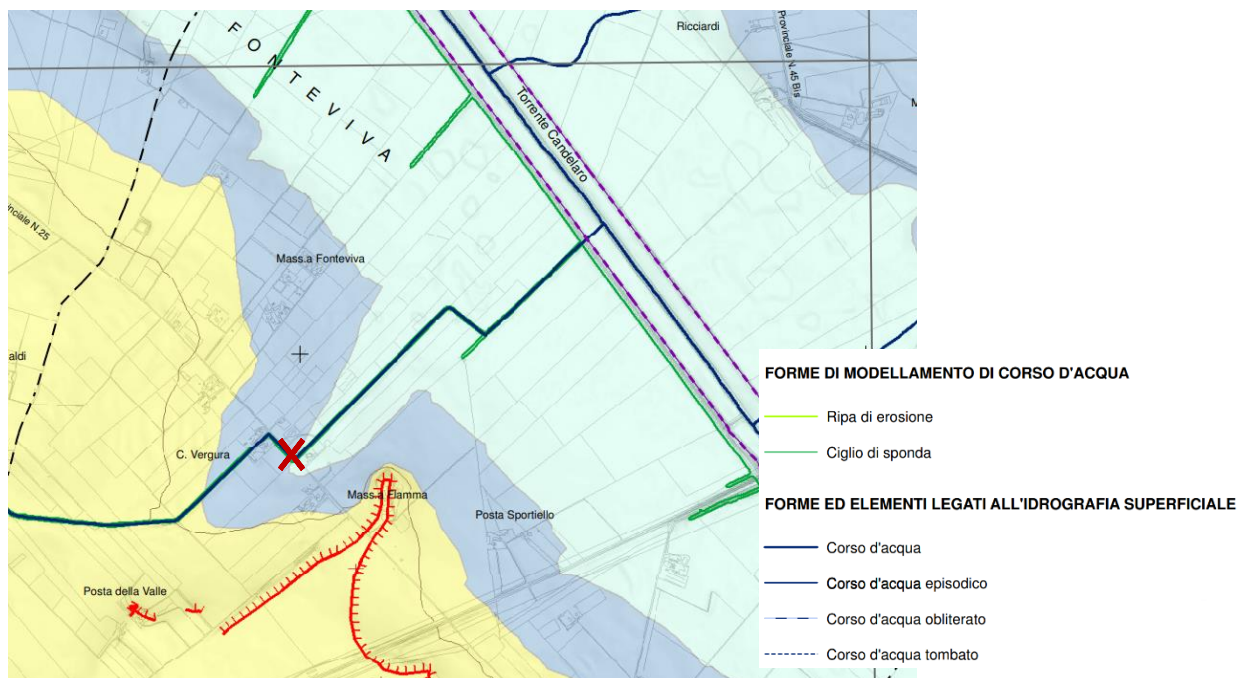 Ricciardi
Provinciale N.45 Bis
M
FONTEVIVA
Torrente Candelaro
nciale N.25
Mass.a Fonteviva
aldi
C. Vergura
Mass.a Fiamma
Posta Sportiello
Posta della Valle
FORME DI MODELLAMENTO DI CORSO D'ACQUA
Ripa di erosione
Ciglio di sponda
FORME ED ELEMENTI LEGATI ALL'IDROGRAFIA SUPERFICIALE
Corso d'acqua
Corso d'acqua episodico
Corso d'acqua obliterato
Corso d'acqua tombato